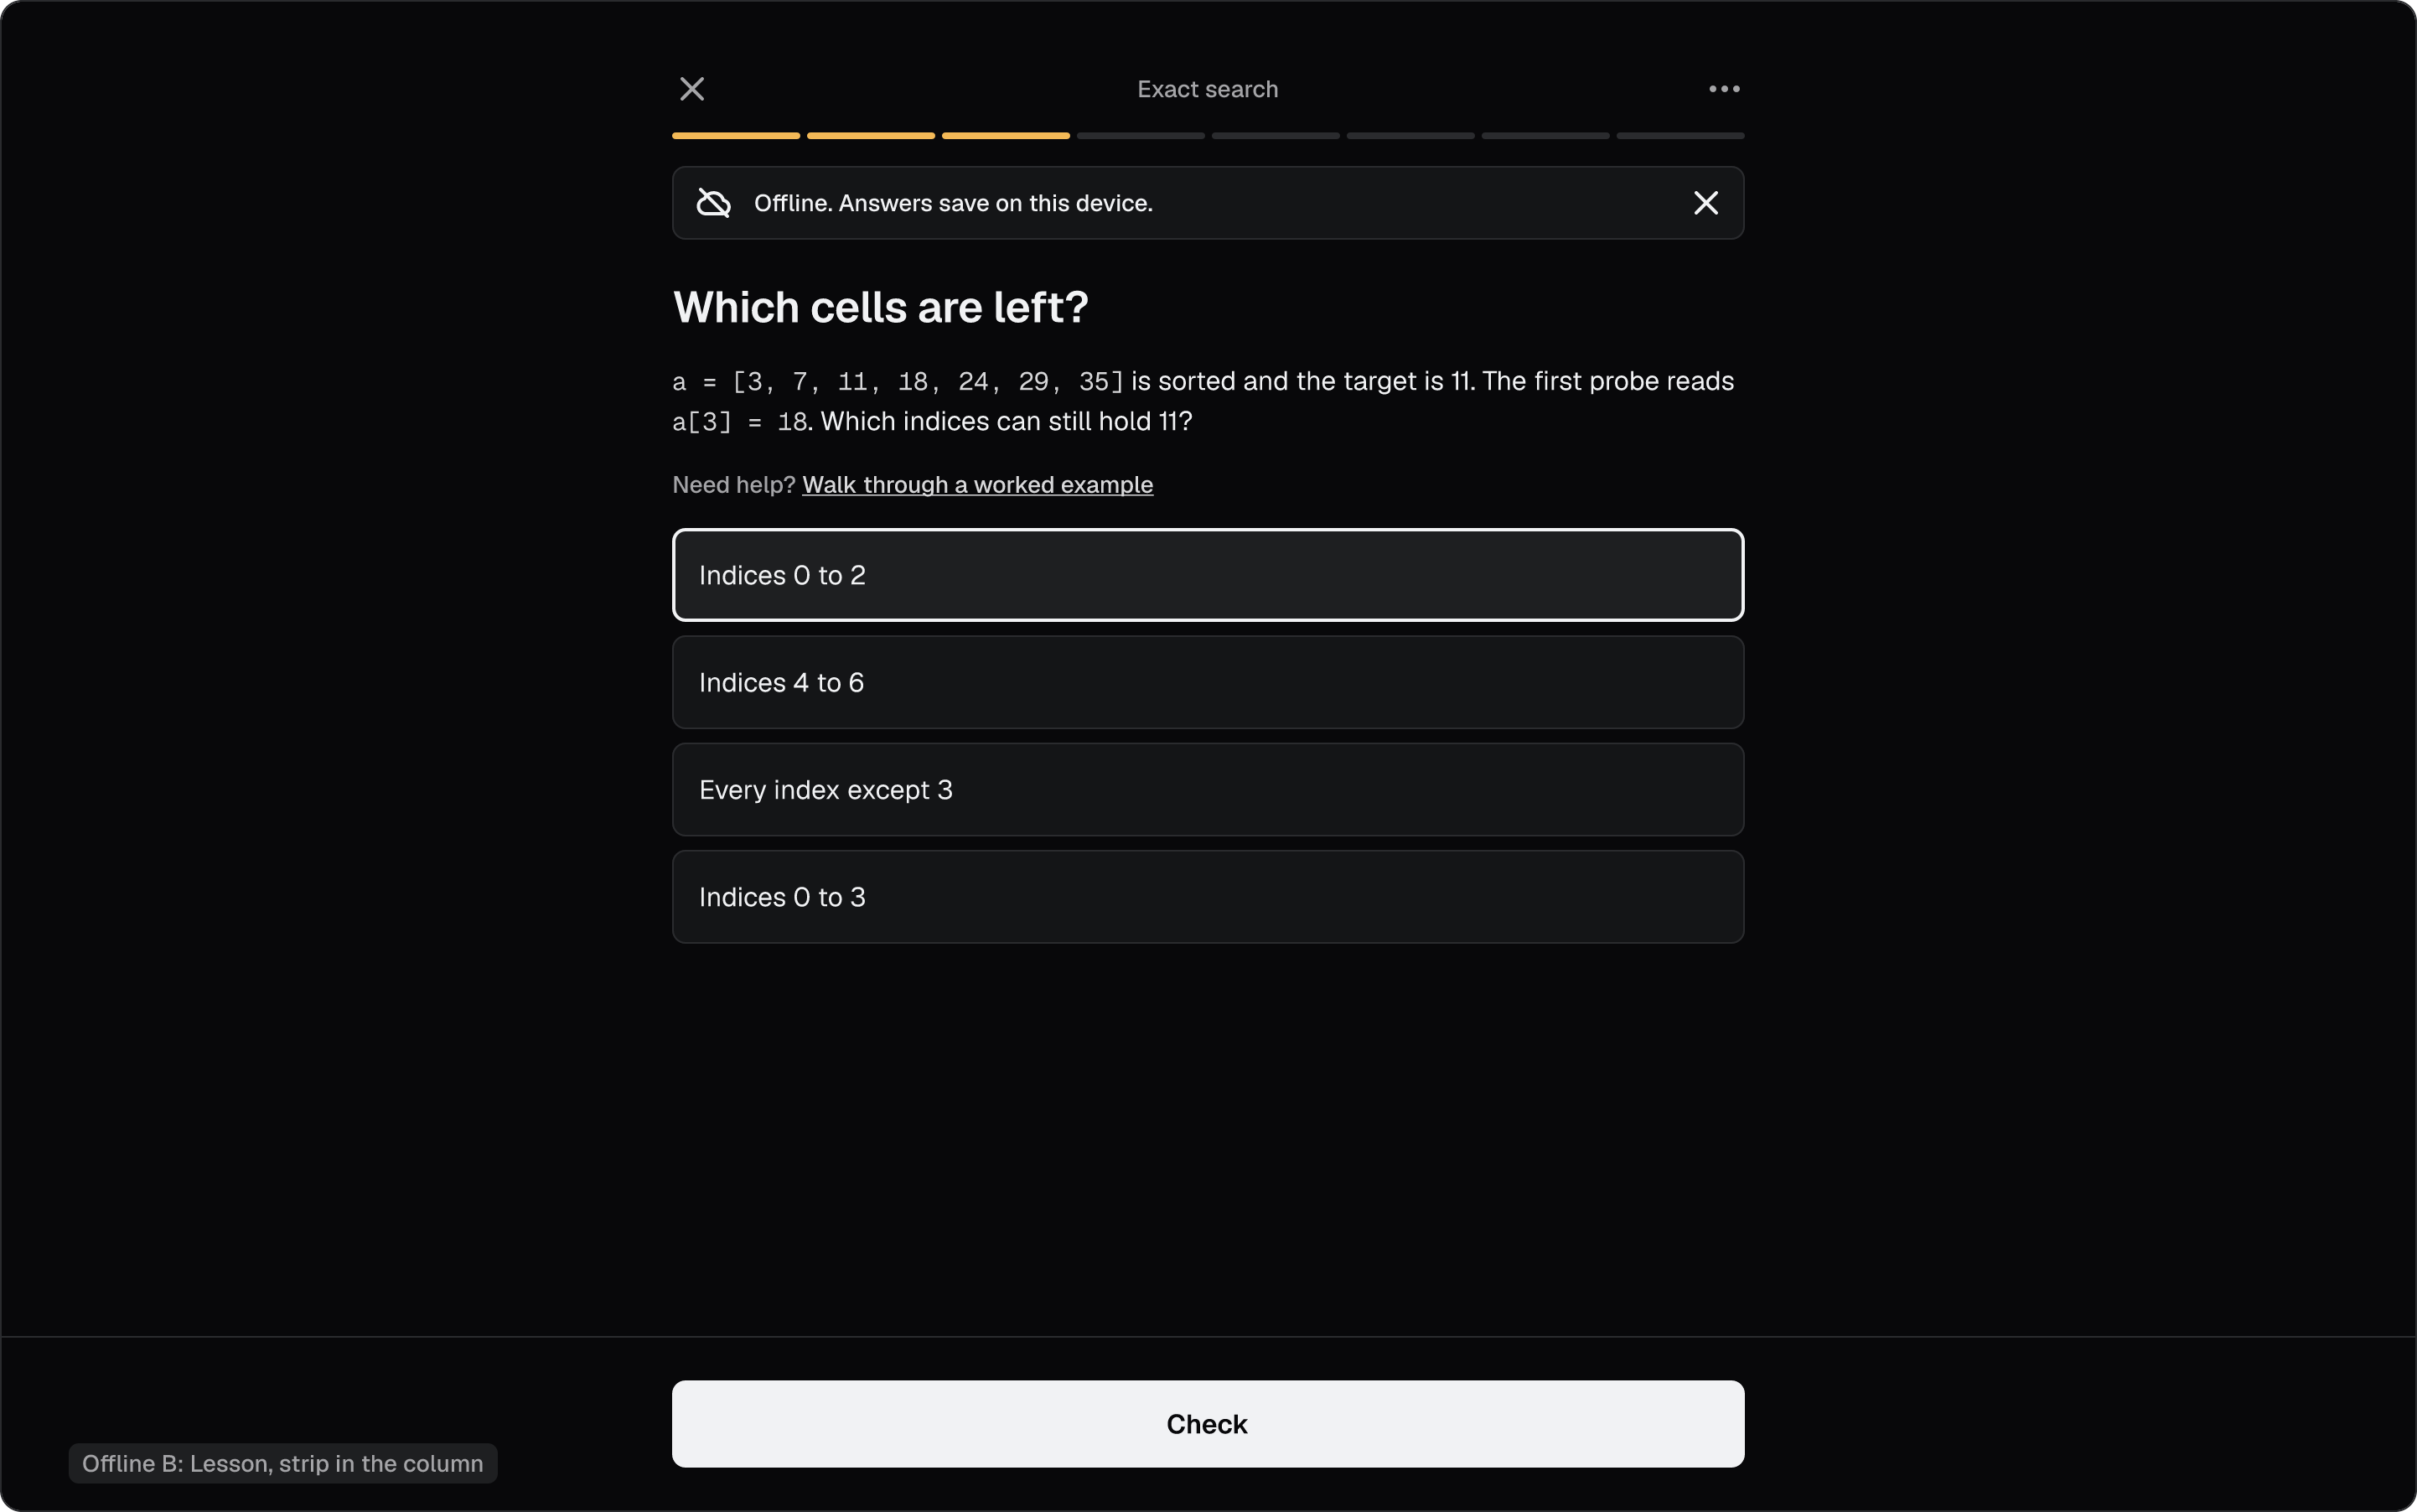 Exact search
Offline. Answers save on this device.
Which cells are left?
a = [3, 7, 11, 18, 24, 29, 35] is sorted and the target is 11. The first probe reads
a[3] = 18. Which indices can still hold 11?
Need help? Walk through a worked example
Indices 0 to 2
Indices 4 to 6
Every index except 3
Indices 0 to 3
Check
Offline B: Lesson, strip in the column